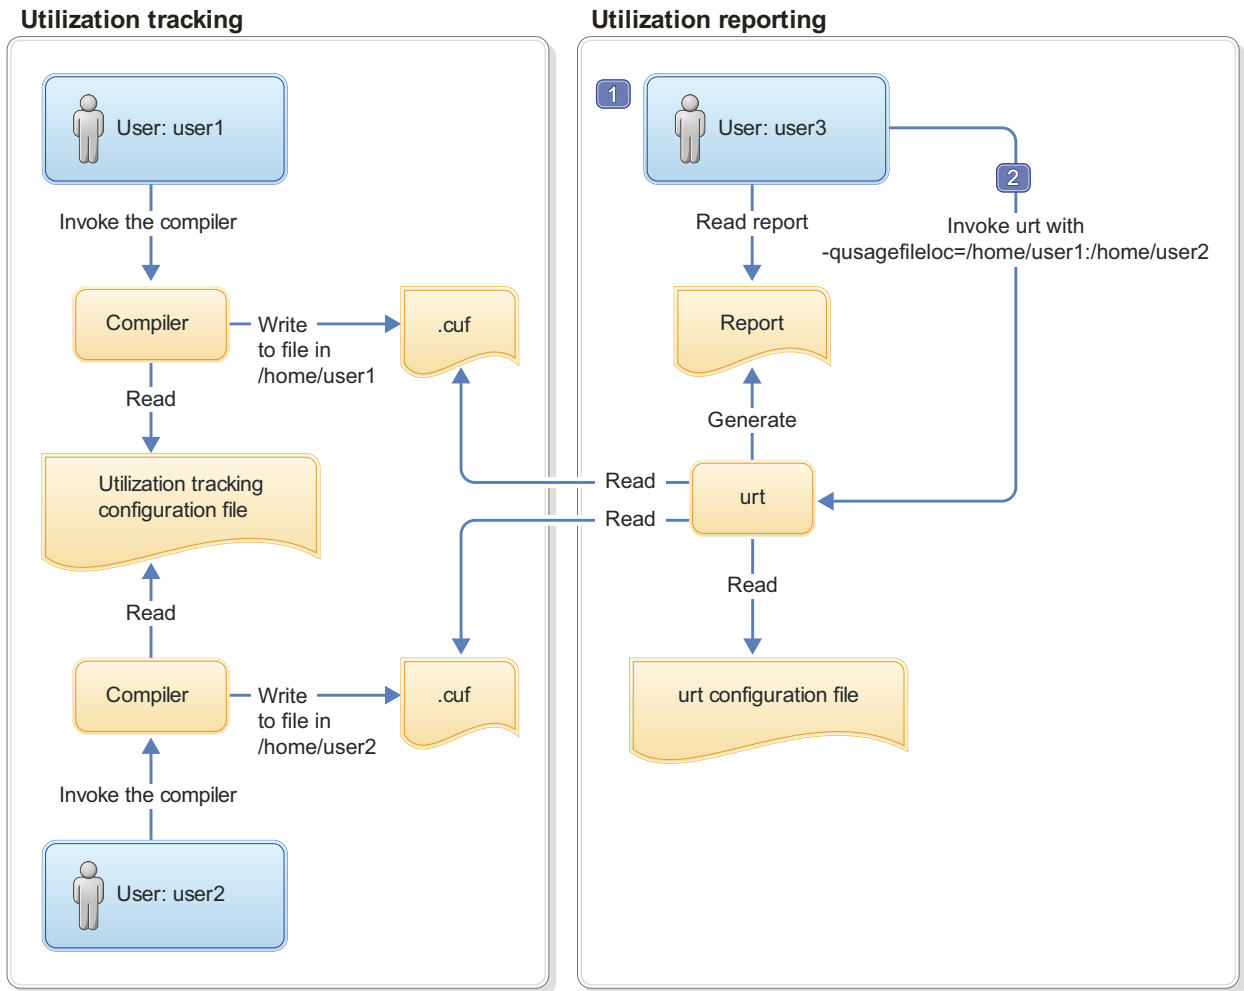 Utilization tracking
User: user1
Invoke the compiler
Compiler
Write
to file in
/home/user1
.cuf
Read
Utilization tracking
configuration file
Read
Compiler
Write
to file in
/home/user2
.cuf
Invoke the compiler
User: user2
Utilization reporting
1
User: user3
2
Read report
Invoke urt with
-qusagefileloc=/home/user1:/home/user2
Report
Generate
Read
Read
urt
Read
urt configuration file